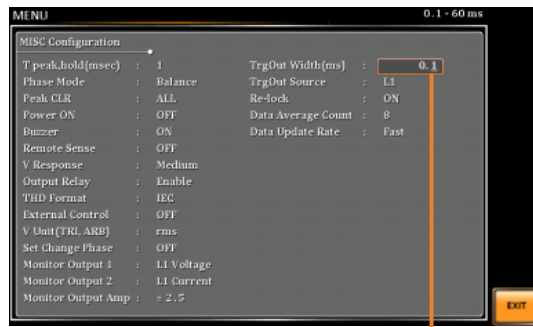 MENU 0.1 - 60 ms
MISC Configuration
T peak,hold(msec) : 1 TrgOut Width(ms) : 0.1
Phase Mode : Balance TrgOut Source : L1
Peak CLR : ALL Re-lock : ON
Power ON : OFF Data Average Count : 8
Buzzer : ON Data Update Rate : Fast
Remote Sense : OFF
V Response : Medium
Output Relay : Enable
THD Format : IEC
External Control : OFF
V Unit(TRI, ARB) : rms
Set Change Phase : OFF
Monitor Output 1 : L1 Voltage
Monitor Output 2 : L1 Current
Monitor Output Amp : ± 2.5
EXIT